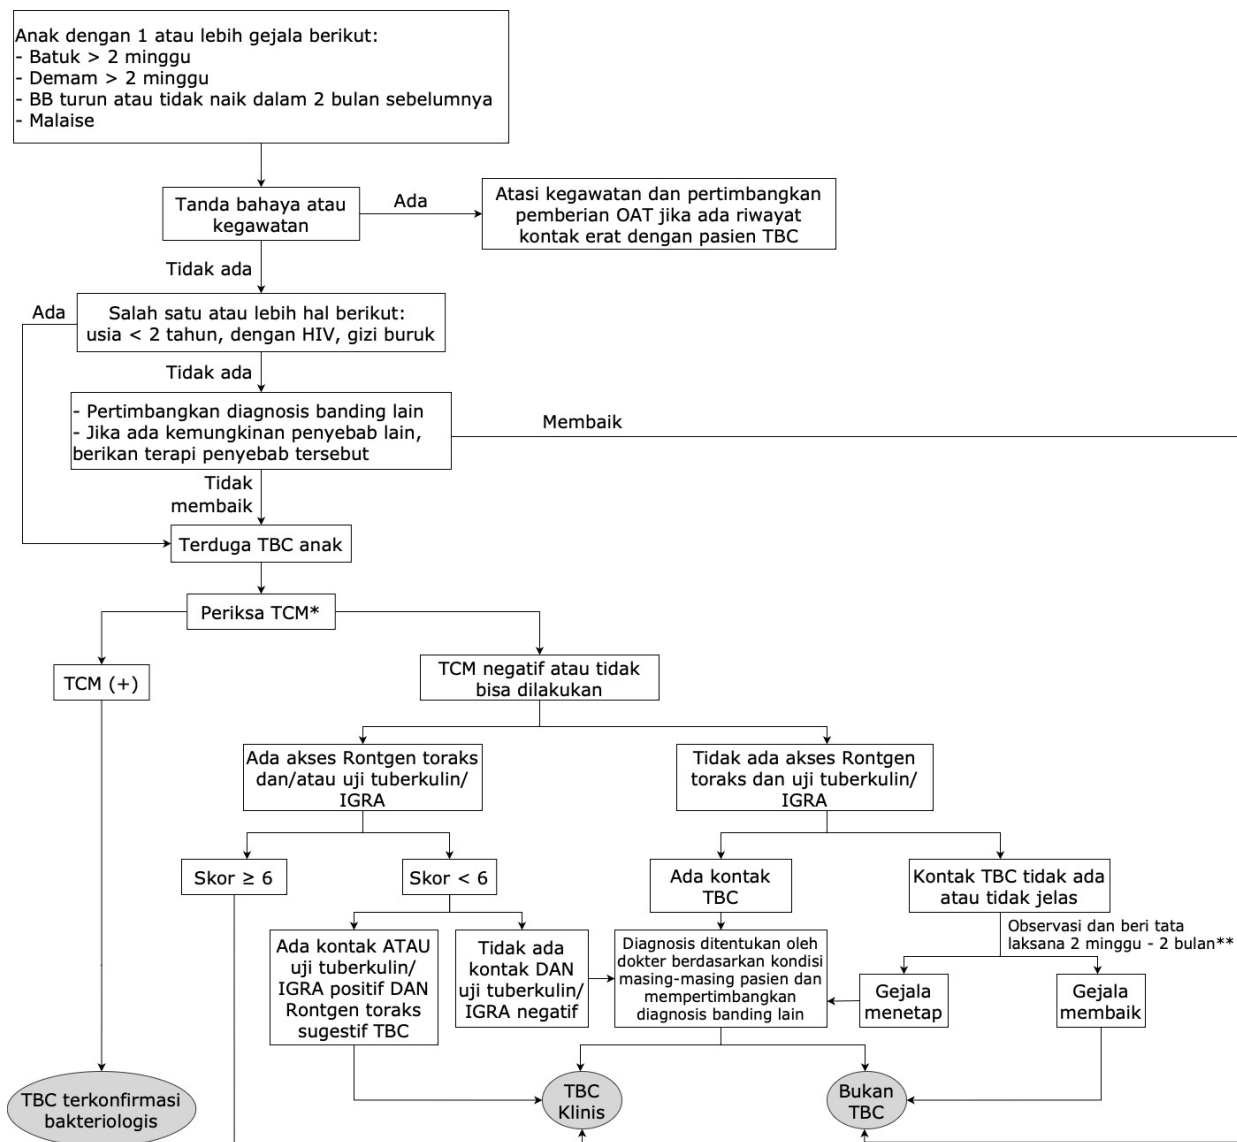 Anak dengan 1 atau lebih gejala berikut:
- Batuk > 2 minggu
- Demam > 2 minggu
- BB turun atau tidak naik dalam 2 bulan sebelumnya
- Malaise
Tanda bahaya atau
kegawatan
Ada
Atasi kegawatan dan pertimbangkan
pemberian OAT jika ada riwayat
kontak erat dengan pasien TBC
Tidak ada
Ada
Salah satu atau lebih hal berikut:
usia < 2 tahun, dengan HIV, gizi buruk
Tidak ada
- Pertimbangkan diagnosis banding lain
- Jika ada kemungkinan penyebab lain,
berikan terapi penyebab tersebut
Membaik
Tidak
membaik
Terduga TBC anak
Periksa TCM*
TCM (+)
TCM negatif atau tidak
bisa dilakukan
Ada akses Rontgen toraks
dan/atau uji tuberkulin/
IGRA
Tidak ada akses Rontgen
toraks dan uji tuberkulin/
IGRA
Skor ≥ 6
Skor < 6
Ada kontak
TBC
Kontak TBC tidak ada
atau tidak jelas
Observasi dan beri tata
laksana 2 minggu - 2 bulan**
Ada kontak ATAU
uji tuberkulin/
IGRA positif DAN
Rontgen toraks
sugestif TBC
Tidak ada
kontak DAN
uji tuberkulin/
IGRA negatif
Diagnosis ditentukan oleh
dokter berdasarkan kondisi
masing-masing pasien dan
mempertimbangkan
diagnosis banding lain
Gejala
menetap
Gejala
membaik
TBC terkonfirmasi
bakteriologis
TBC
Klinis
Bukan
TBC